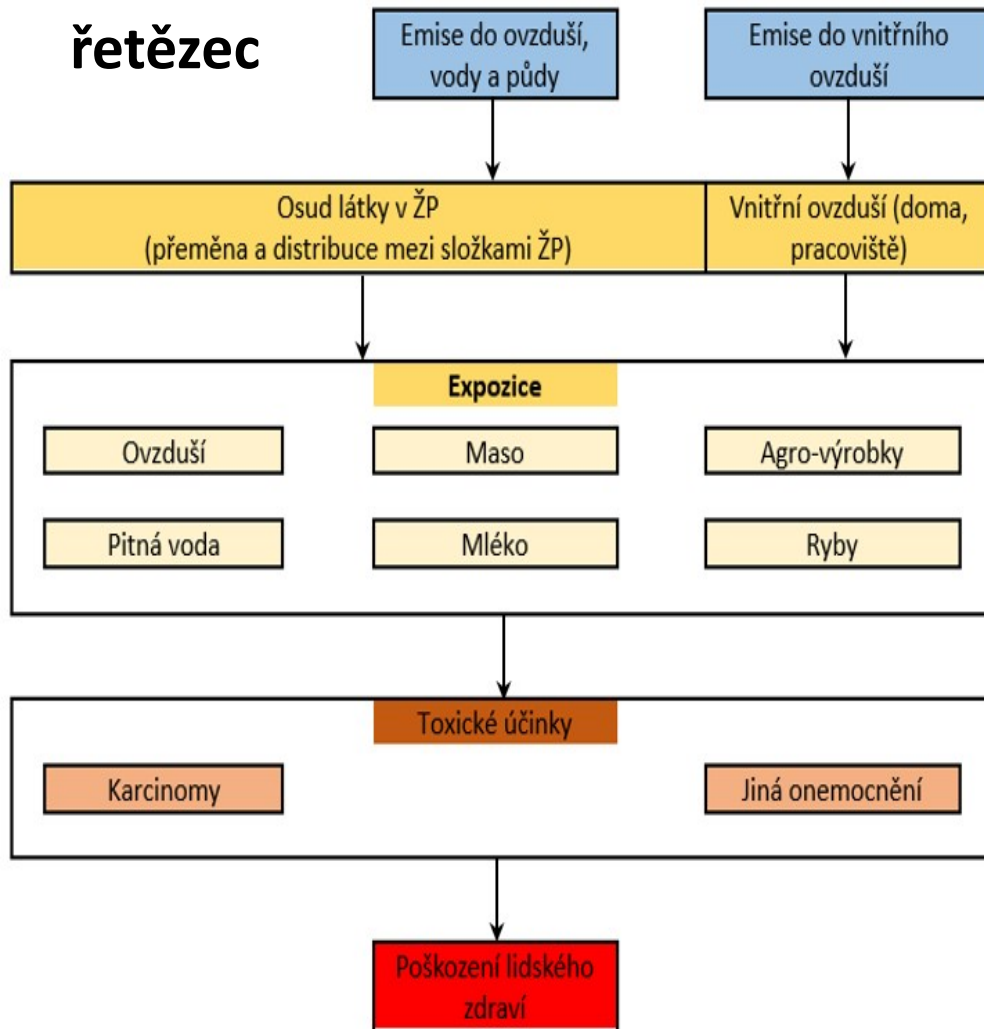 řetězec
Emise do ovzduší,
vody a půdy
Emise do vnitřního
ovzduší
Osud látky v ŽP
(přeměna a distribuce mezi složkami ŽP)
Vnitřní ovzduší (doma,
pracoviště)
Expozice
Ovzduší
Maso
Agro-výrobky
Pitná voda
Mléko
Ryby
Toxické účinky
Karcinomy
Jiná onemocnění
Poškození lidského
zdraví